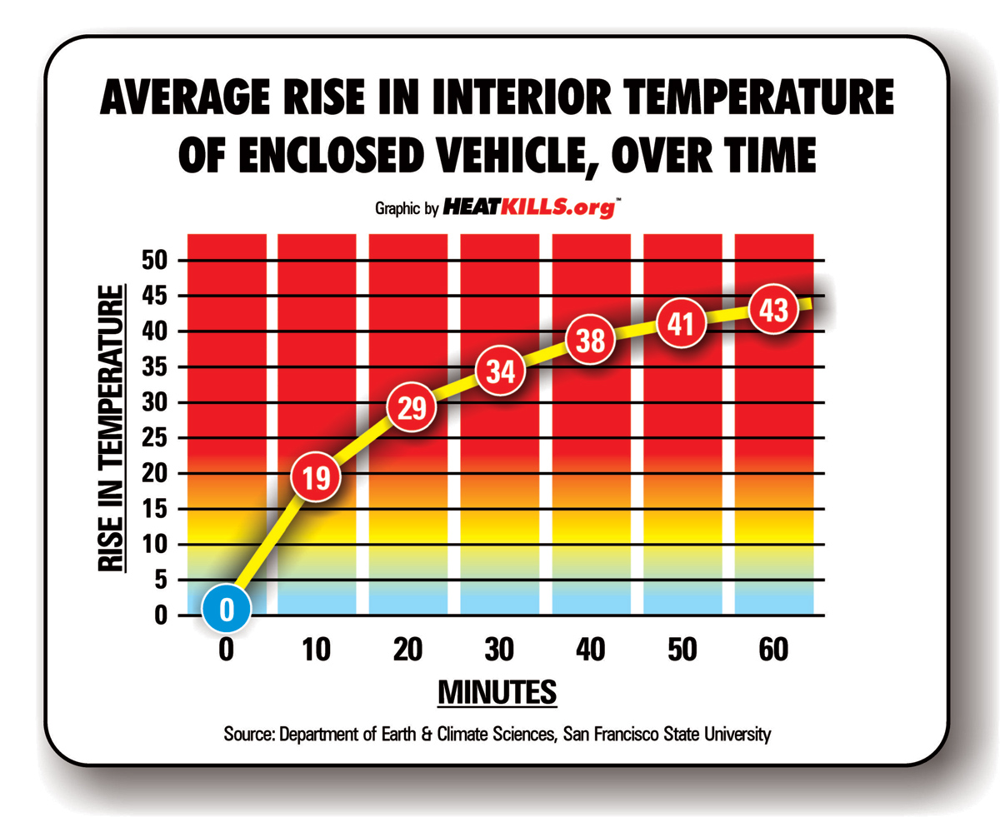 AVERAGE RISE IN INTERIOR TEMPERATURE
OF ENCLOSED VEHICLE, OVER TIME
Graphic by HEATKILLS.org™
RISE IN TEMPERATURE
50
45
40
35
30
25
20
15
10
5
0
0
19
29
34
38
41
43
0 10 20 30 40 50 60
MINUTES
Source: Department of Earth & Climate Sciences, San Francisco State University